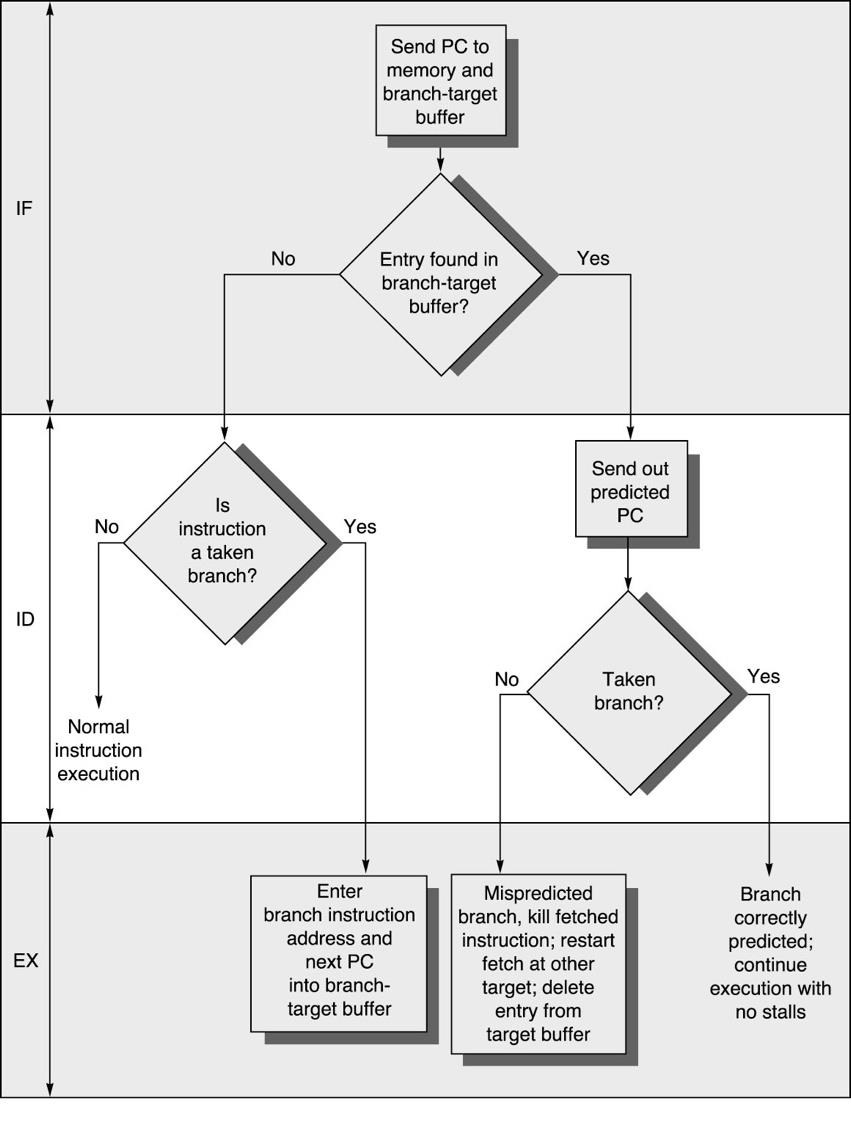 Send PC to
memory and
branch-target
buffer
IF
No
Entry found in
branch-target
buffer?
Yes
ID
No
Is
instruction
a taken
branch?
Yes
Send out
predicted
PC
No
Taken
branch?
Yes
Normal
instruction
execution
EX
Enter
branch instruction
address and
next PC
into branch-
target buffer
Mispredicted
branch, kill fetched
instruction; restart
fetch at other
target; delete
entry from
target buffer
Branch
correctly
predicted;
continue
execution with
no stalls